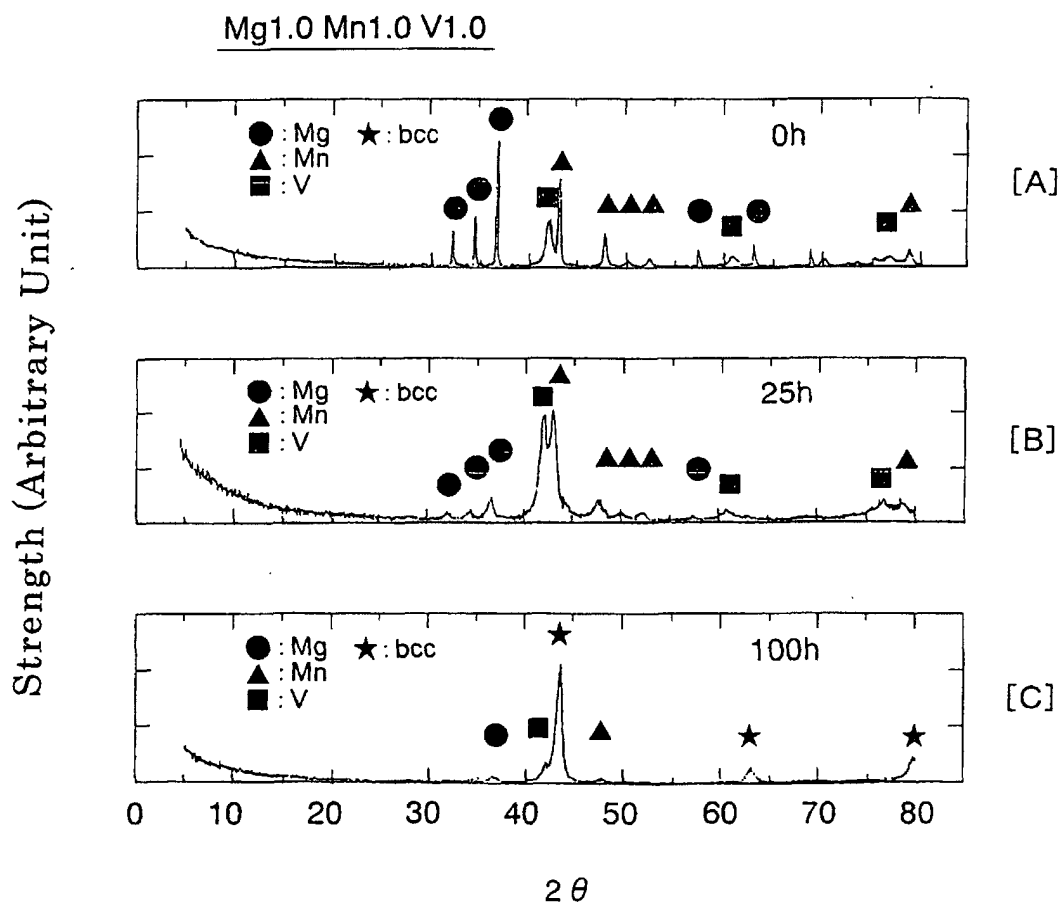 Mg1.0 Mn1.0 V1.0
Strength (Arbitrary Unit)
● : Mg ★ : bcc
▲ : Mn
■ : V
0h
[A]
● : Mg ★ : bcc
▲ : Mn
■ : V
25h
[B]
● : Mg ★ : bcc
▲ : Mn
■ : V
100h
[C]
0 10 20 30 40 50 60 70 80
2 θ